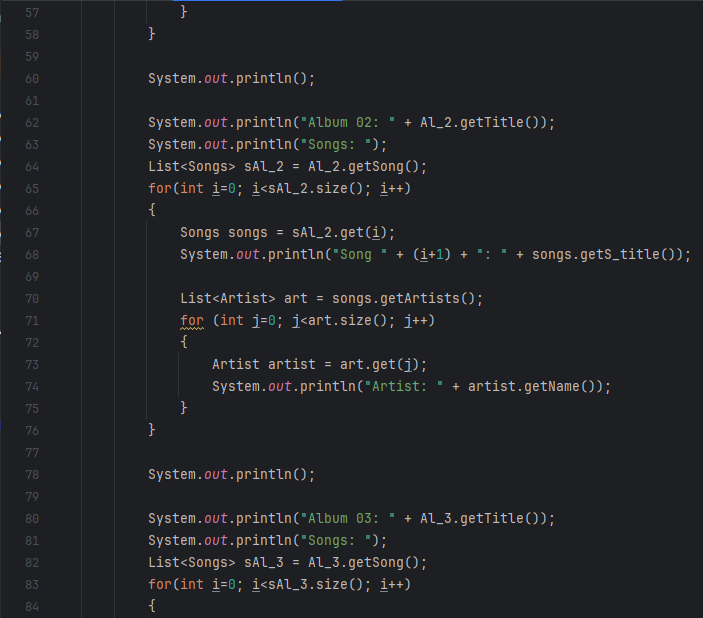 57 }
58 }
59
60 System.out.println();
61
62 System.out.println("Album 02: " + Al_2.getTitle());
63 System.out.println("Songs: ");
64 List<Songs> sAl_2 = Al_2.getSong();
65 for(int i=0; i<sAl_2.size(); i++)
66 {
67 Songs songs = sAl_2.get(i);
68 System.out.println("Song " + (i+1) + ": " + songs.getS_title());
69
70 List<Artist> art = songs.getArtists();
71 for (int j=0; j<art.size(); j++)
72 {
73 Artist artist = art.get(j);
74 System.out.println("Artist: " + artist.getName());
75 }
76 }
77
78 System.out.println();
79
80 System.out.println("Album 03: " + Al_3.getTitle());
81 System.out.println("Songs: ");
82 List<Songs> sAl_3 = Al_3.getSong();
83 for(int i=0; i<sAl_3.size(); i++)
84 {